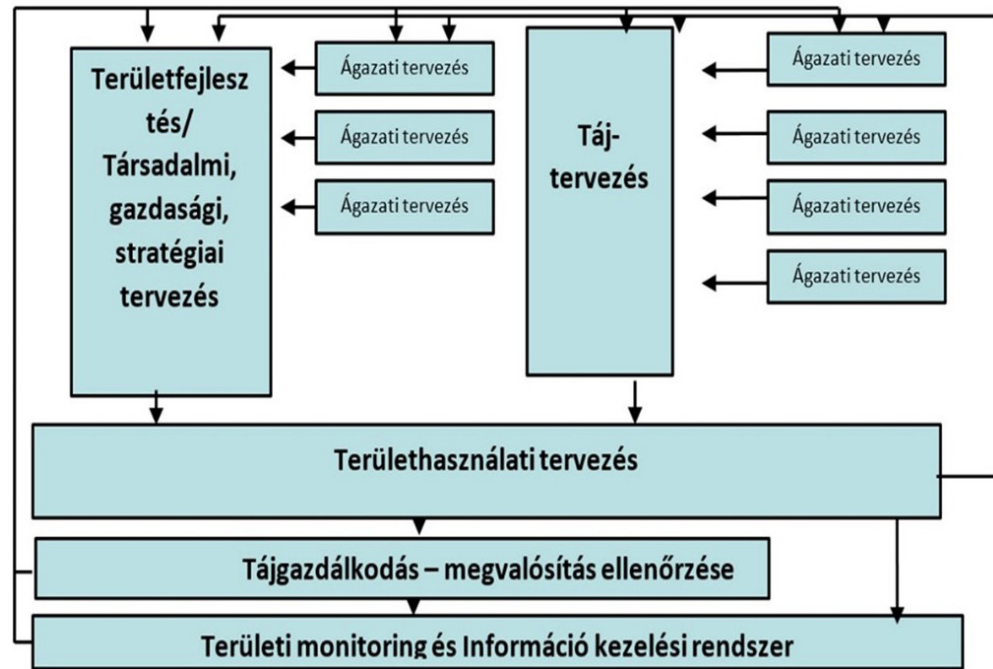 Területfejlesz
tés/
Társadalmi,
gazdasági,
stratégiai
tervezés
Ágazati tervezés
Ágazati tervezés
Ágazati tervezés
Táj-
tervezés
Ágazati tervezés
Ágazati tervezés
Ágazati tervezés
Ágazati tervezés
Területhasználati tervezés
Tájgazdálkodás – megvalósítás ellenőrzése
Területi monitoring és Információ kezelési rendszer